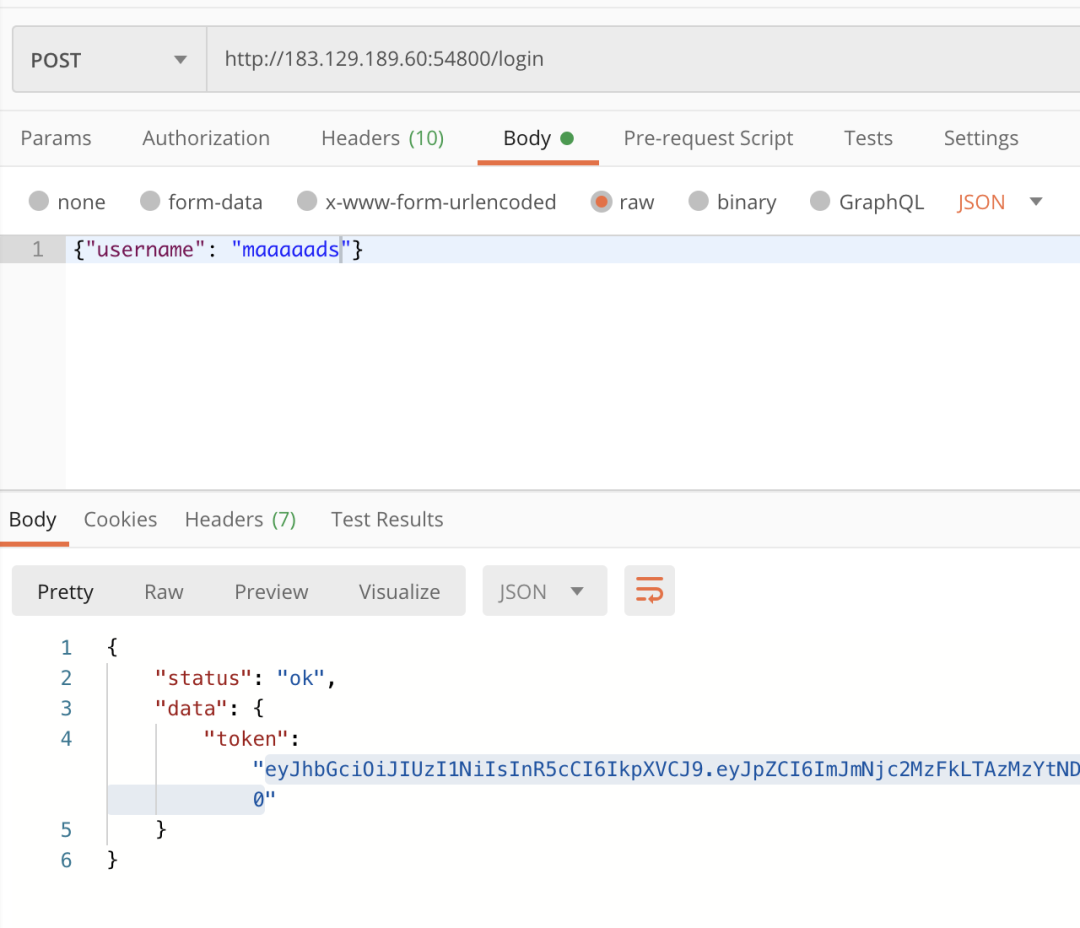 POST http://183.129.189.60:54800/login
Params Authorization Headers (10) Body Pre-request Script Tests Settings
none form-data x-www-form-urlencoded raw binary GraphQL JSON
1 {"username": "maaaaads"}
Body Cookies Headers (7) Test Results
Pretty Raw Preview Visualize JSON
1 {
2 "status": "ok",
3 "data": {
4 "token":
"eyJhbGciOiJIUzI1NiIsInR5cCI6IkpXVCJ9.eyJpZCI6ImJmNjc2MzFkLTAzMzYtND
0"
5 }
6 }